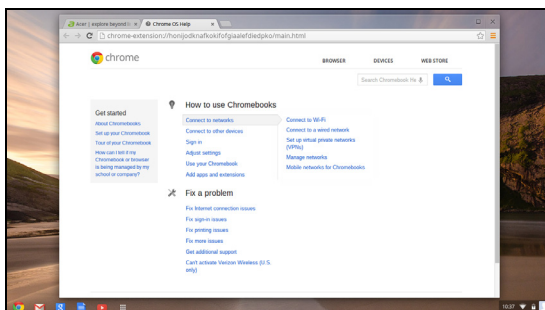 Acer | explore beyond li
Chrome OS Help
chrome-extension://honijodknafkokifofgiaalefdiedpko/main.html
chrome
BROWSER
DEVICES
WEB STORE
Search Chromebook He
Get started
About Chromebooks
Set up your Chromebook
Tour of your Chromebook
How can I tell if my
Chromebook or browser
is being managed by my
school or company?
How to use Chromebooks
Connect to networks
Connect to other devices
Sign in
Adjust settings
Use your Chromebook
Add apps and extensions
Connect to Wi-Fi
Connect to a wired network
Set up virtual private networks
(VPNs)
Manage networks
Mobile networks for Chromebooks
Fix a problem
Fix Internet connection issues
Fix sign-in issues
Fix printing issues
Fix more issues
Get additional support
Can't activate Verizon Wireless (U.S.
only)
10:37